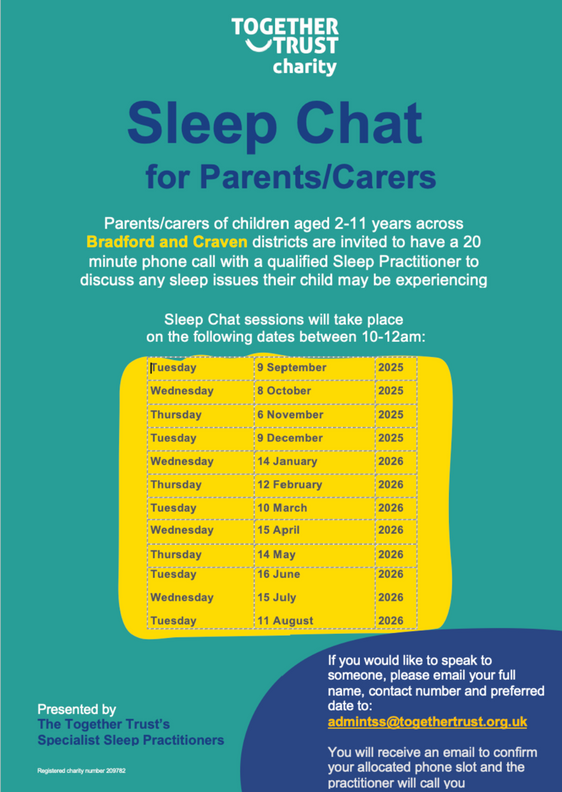 TOGETHER
TRUST
charity
Sleep Chat
for Parents/Carers
Parents/carers of children aged 2-11 years across
Bradford and Craven districts are invited to have a 20
minute phone call with a qualified Sleep Practitioner to
discuss any sleep issues their child may be experiencing
Sleep Chat sessions will take place
on the following dates between 10-12am:
Tuesday 9 September 2025
Wednesday 8 October 2025
Thursday 6 November 2025
Tuesday 9 December 2025
Wednesday 14 January 2026
Thursday 12 February 2026
Tuesday 10 March 2026
Wednesday 15 April 2026
Thursday 14 May 2026
Tuesday 16 June 2026
Wednesday 15 July 2026
Tuesday 11 August 2026
If you would like to speak to
someone, please email your full
name, contact number and preferred
date to:
admintss@togethertrust.org.uk
You will receive an email to confirm
your allocated phone slot and the
practitioner will call you
Presented by
The Together Trust's
Specialist Sleep Practitioners
Registered charity number 209782